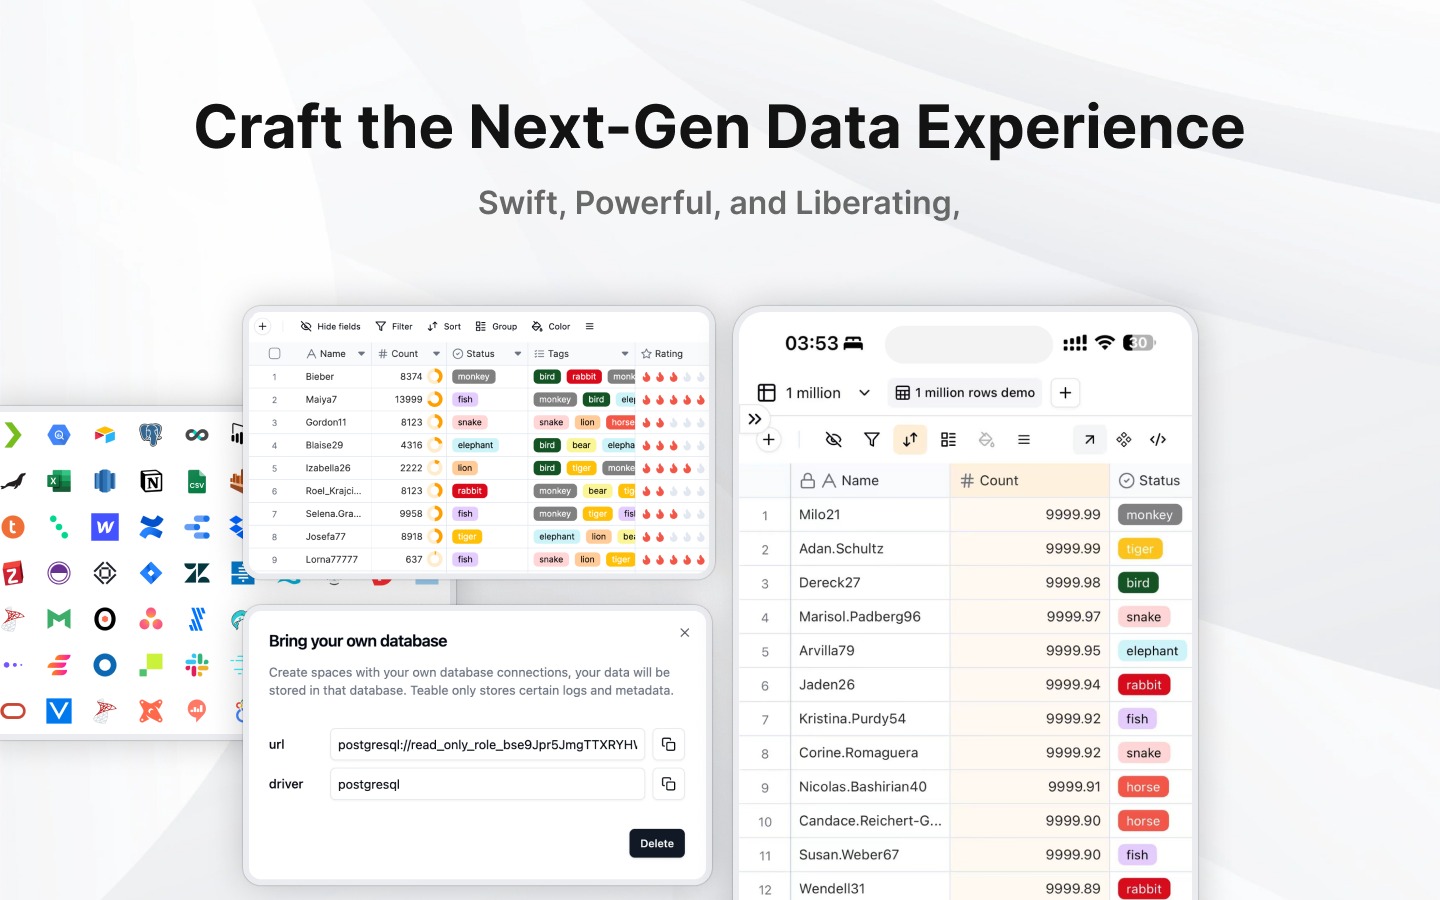 Craft the Next-Gen Data Experience
Swift, Powerful, and Liberating,
Hide fields Filter Sort Group Color
Name Count Status Tags Rating
1 Bieber 8374 monkey bird rabbit
2 Maiya7 13999 fish monkey bird
3 Gordon11 8123 snake snake lion horse
4 Blaise29 4316 elephant bird bear
5 Izabella26 2222 lion bird tiger
6 Roel_Krajci... 8123 rabbit monkey bear
7 Selena.Gra... 9958 fish monkey tiger
8 Josefa77 8918 tiger elephant lion
9 Lorna77777 637 fish snake lion tiger
X
CSV
W
Z
Bring your own database
Create spaces with your own database connections, your data will be
stored in that database. Teable only stores certain logs and metadata.
url postgresql://read_only_role_bse9Jpr5JmgTTXRYH
driver postgresql
Delete
03:53 30
1 million 1 million rows demo
Name Count Status
1 Milo21 9999.99 monkey
2 Adan.Schultz 9999.99 tiger
3 Dereck27 9999.98 bird
4 Marisol.Padberg96 9999.97 snake
5 Arvilla79 9999.95 elephant
6 Jaden26 9999.94 rabbit
7 Kristina.Purdy54 9999.92 fish
8 Corine.Romaguera 9999.92 snake
9 Nicolas.Bashirian40 9999.91 horse
10 Candace.Reichert-G... 9999.90 horse
11 Susan.Weber67 9999.90 fish
12 Wendell31 9999.89 rabbit